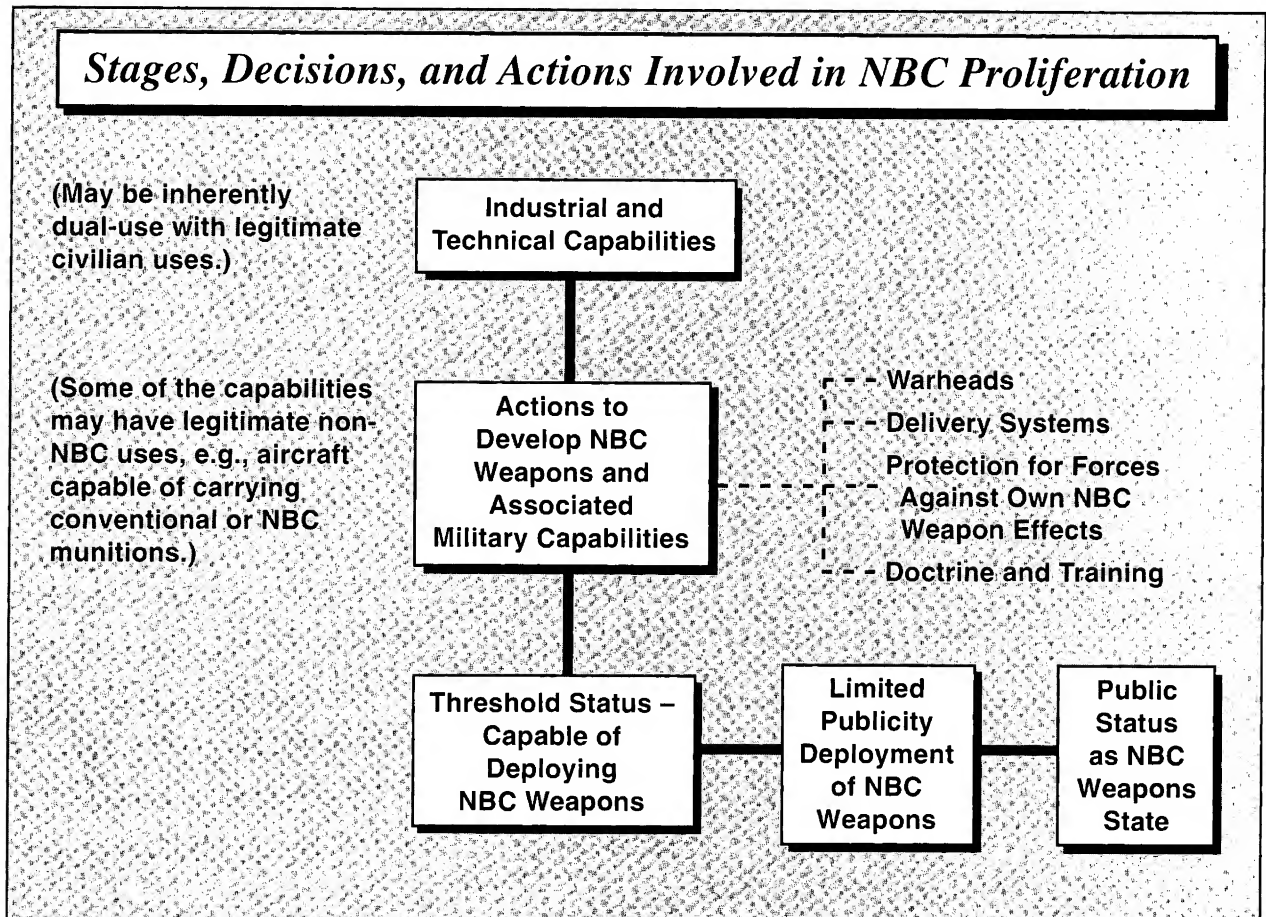 Stages, Decisions, and Actions Involved in NBC Proliferation
(May be inherently
dual-use with legitimate
civilian uses.)
Industrial and
Technical Capabilities
(Some of the capabilities
may have legitimate non-
NBC uses, e.g., aircraft
capable of carrying
conventional or NBC
munitions.)
Actions to
Develop NBC
Weapons and
Associated
Military Capabilities
Warheads
Delivery Systems
Protection for Forces
Against Own NBC
Weapon Effects
Doctrine and Training
Threshold Status –
Capable of
Deploying
NBC Weapons
Limited
Publicity
Deployment
of NBC
Weapons
Public
Status
as NBC
Weapons
State